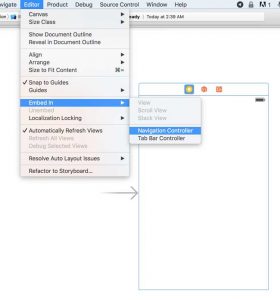 vigate Editor Product Debug Source Control Window Help
Canvas
Size Class
Show Document Outline
Reveal in Document Outline
Align
Arrange
Size to Fit Content ⌘=
Snap to Guides
Guides
Embed In
Unembed
Localization Locking
Automatically Refresh Views
Refresh All Views
Debug Selected Views
Resolve Auto Layout Issues
Refactor to Storyboard...
eady | Today at 2:39 AM
View
Scroll View
Stack View
Navigation Controller
Tab Bar Controller